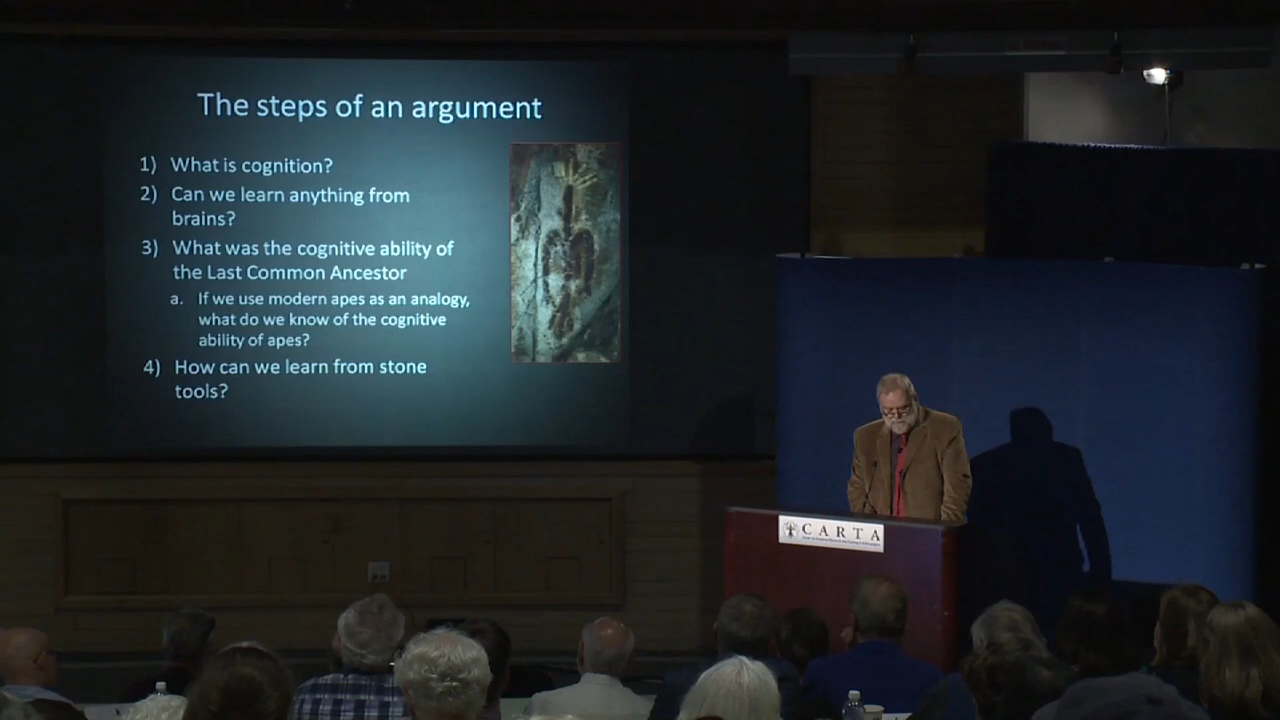 The steps of an argument
1) What is cognition?
2) Can we learn anything from
brains?
3) What was the cognitive ability of
the Last Common Ancestor
a. If we use modern apes as an analogy,
what do we know of the cognitive
ability of apes?
4) How can we learn from stone
tools?
CARTA